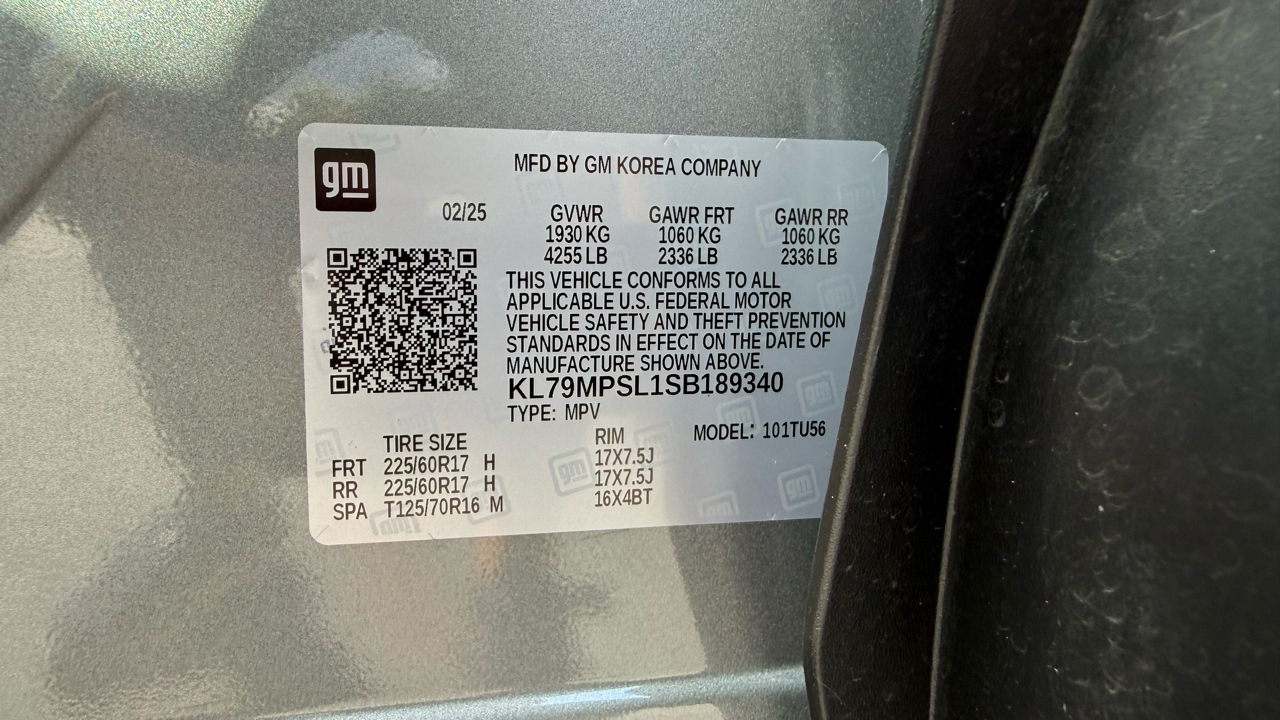 gm
MFD BY GM KOREA COMPANY
02/25 GVWR GAWR FRT GAWR RR
1930 KG 1060 KG 1060 KG
4255 LB 2336 LB 2336 LB
THIS VEHICLE CONFORMS TO ALL
APPLICABLE U.S. FEDERAL MOTOR
VEHICLE SAFETY AND THEFT PREVENTION
STANDARDS IN EFFECT ON THE DATE OF
MANUFACTURE SHOWN ABOVE.
KL79MPSL1SB189340
TYPE: MPV
MODEL: 101TU56
TIRE SIZE RIM
FRT 225/60R17 H 17X7.5J
RR 225/60R17 H 17X7.5J
SPA T125/70R16 M 16X4BT